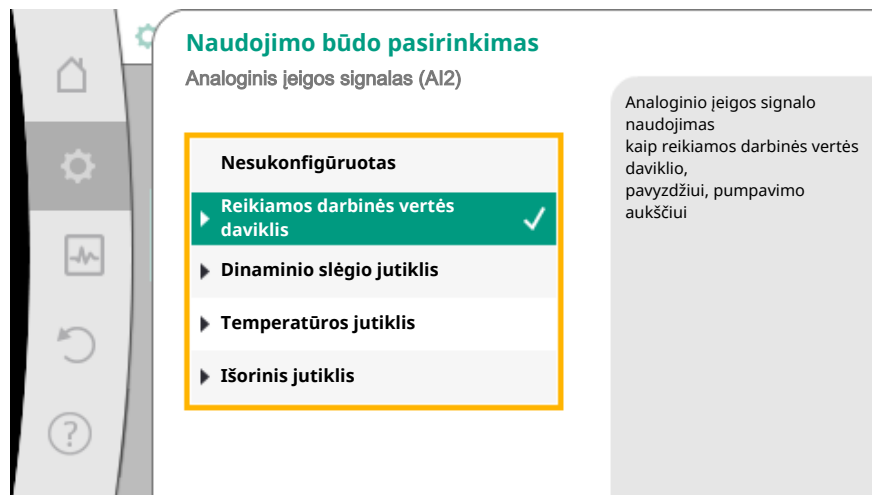 Naudojimo būdo pasirinkimas
Analoginis įeigos signalas (AI2)
Nesukonfigūruotas
Reikiamos darbinės vertės
daviklis
Dinaminio slėgio jutiklis
Temperatūros jutiklis
Išorinis jutiklis
Analoginio įeigos signalo
naudojimas
kaip reikiamos darbinės vertės
daviklio,
pavyzdžiui, pumpavimo
aukščiui